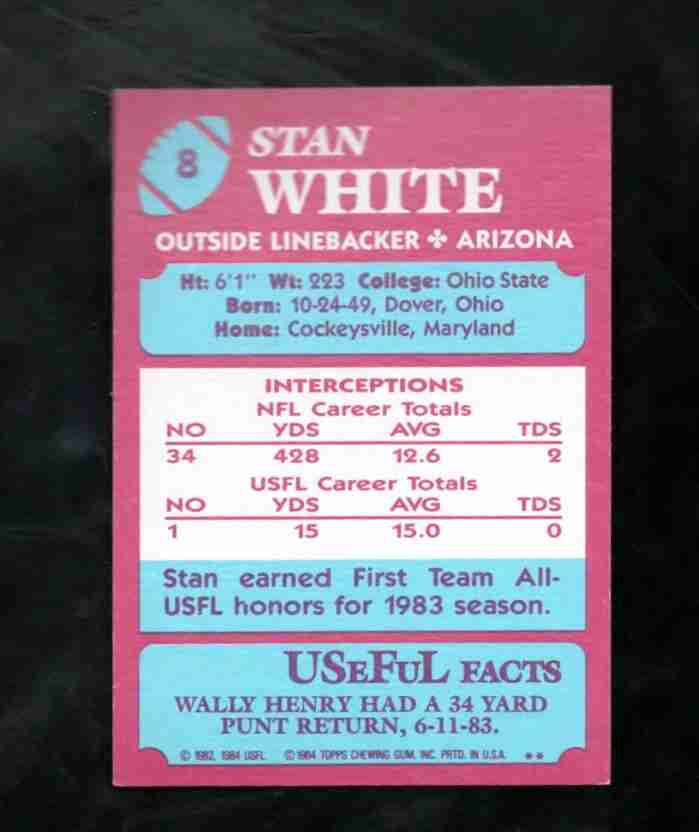 8
STAN
WHITE
OUTSIDE LINEBACKER ✤ ARIZONA
Ht: 6'1" Wt: 223 College: Ohio State
Born: 10-24-49, Dover, Ohio
Home: Cockeysville, Maryland
INTERCEPTIONS
NFL Career Totals
NO YDS AVG TDS
34 428 12.6 2
USFL Career Totals
NO YDS AVG TDS
1 15 15.0 0
Stan earned First Team All-
USFL honors for 1983 season.
USEFUL FACTS
WALLY HENRY HAD A 34 YARD
PUNT RETURN, 6-11-83.
© 1982, 1984 USFL © 1984 TOPPS CHEWING GUM, INC. PRTD. IN U.S.A. **